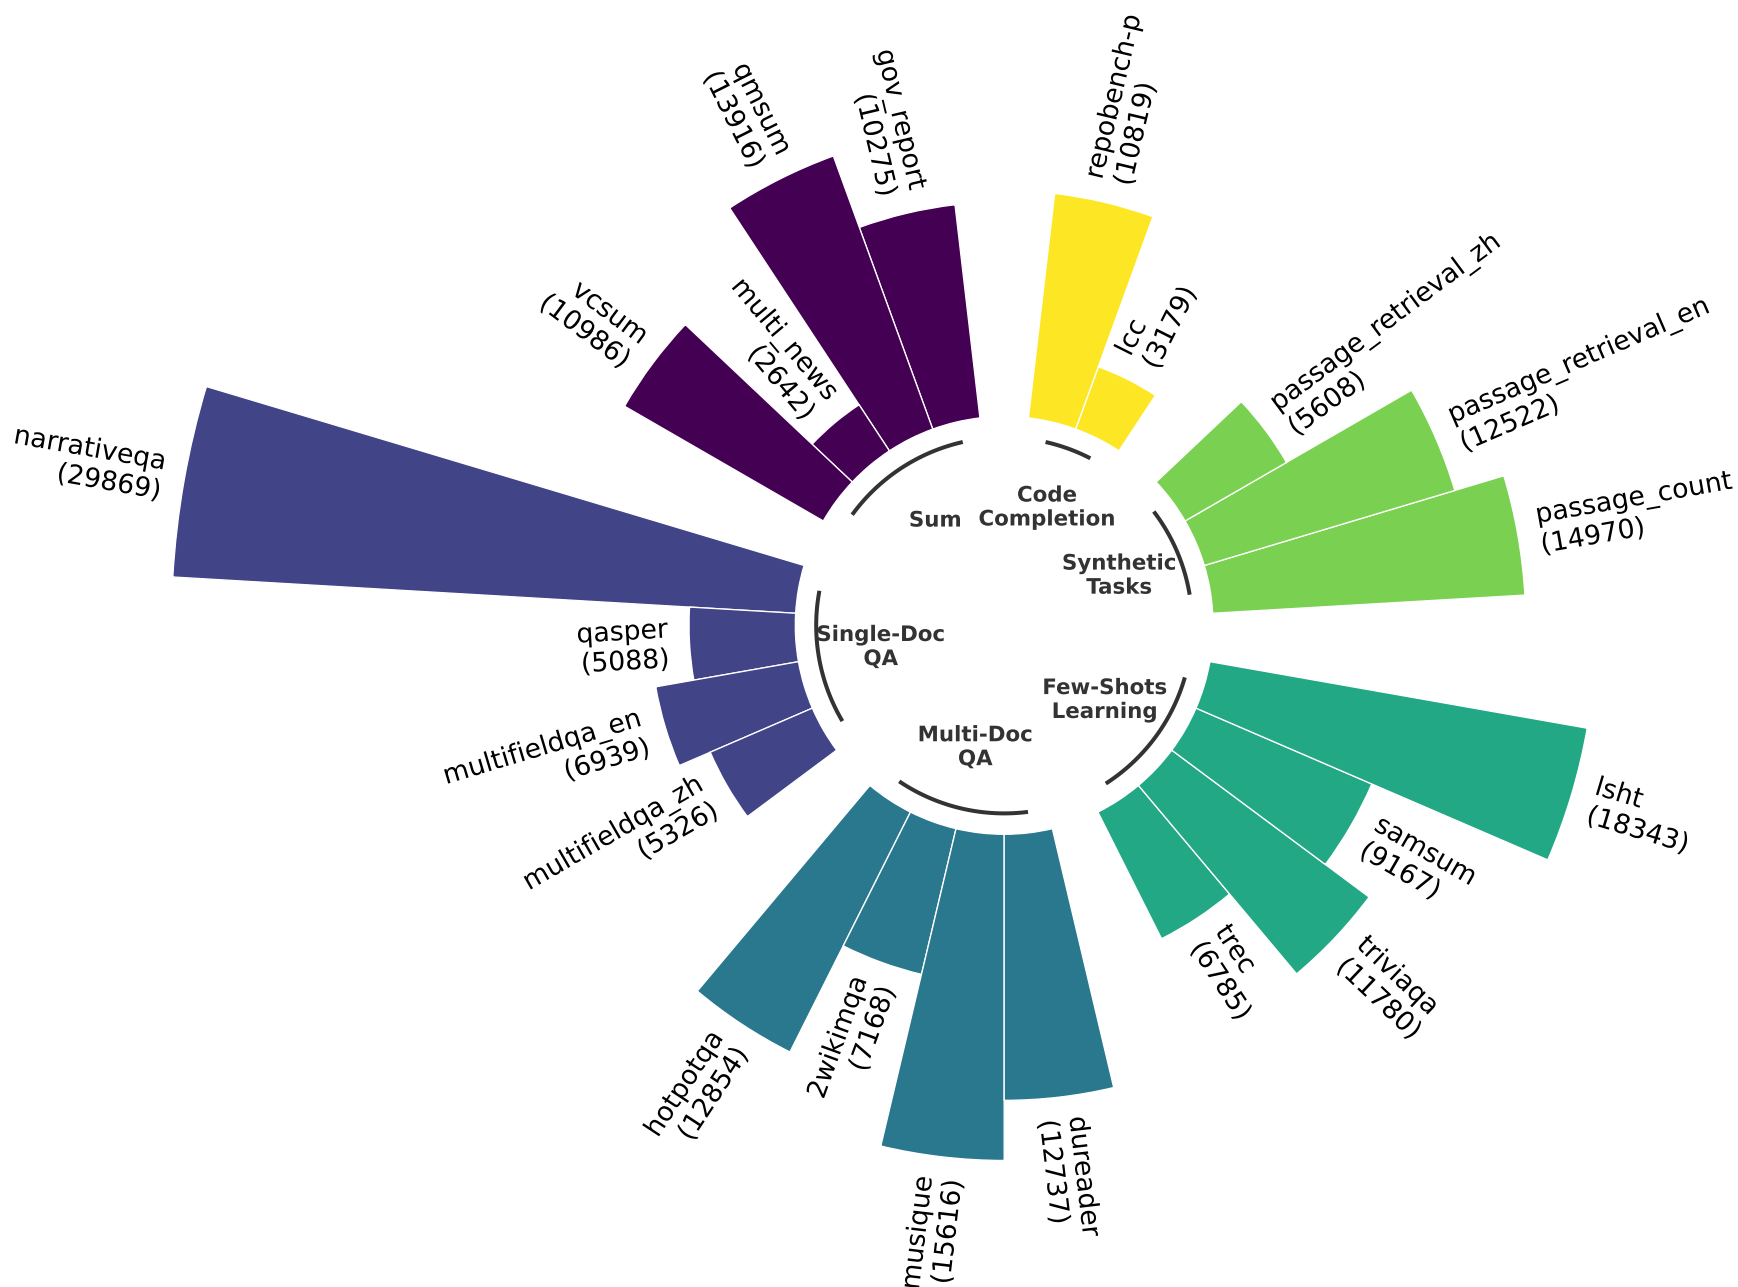 repobench-p
(10819)
lcc
(3179)
passage_retrieval_zh
(5608)
passage_retrieval_en
(12522)
passage_count
(14970)
lsht
(18343)
samsum
(9167)
triviaqa
(11780)
trec
(6785)
dureader
(12737)
musique
(15616)
2wikimqa
(7168)
hotpotqa
(12854)
multifieldqa_zh
(5326)
multifieldqa_en
(6939)
qasper
(5088)
narrativeqa
(29869)
vcsum
(10986)
multi_news
(2642)
qmsum
(13916)
gov_report
(10275)
Code
Completion
Synthetic
Tasks
Few-Shots
Learning
Multi-Doc
QA
Single-Doc
QA
Sum